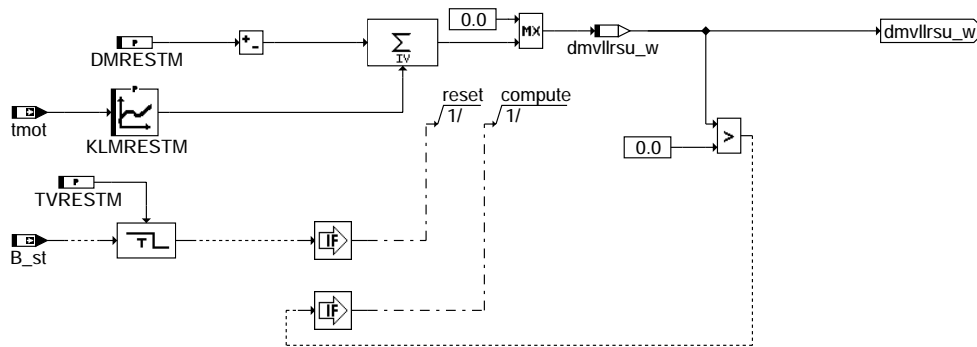 0.0
MX
P
DMRESTM
+
-
Σ
IV
dmvllrsu_w
dmvllrsu_w
P
tmot
KLMRESTM
reset
1/
compute
1/
0.0
>
P
TVRESTM
B_st
T
IF
IF